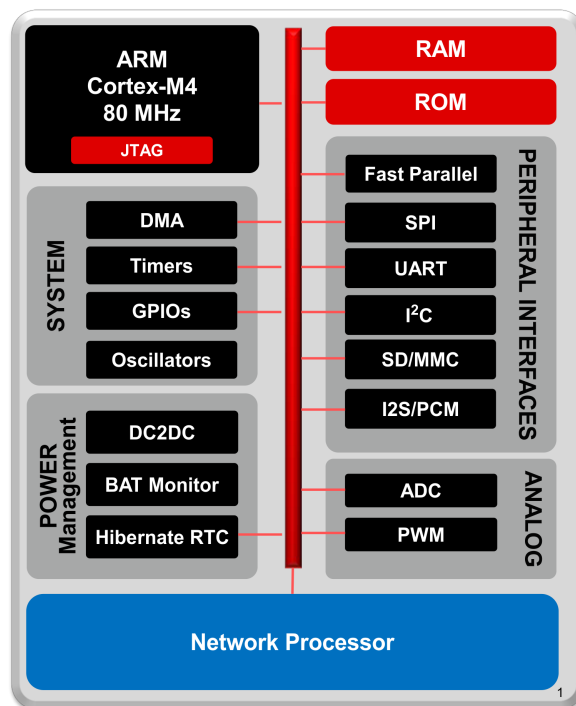 ARM
Cortex-M4
80 MHz
JTAG
SYSTEM
DMA
Timers
GPIOs
Oscillators
POWER
Management
DC2DC
BAT Monitor
Hibernate RTC
RAM
ROM
PERIPHERAL INTERFACES
Fast Parallel
SPI
UART
I²C
SD/MMC
I2S/PCM
ANALOG
ADC
PWM
Network Processor
1